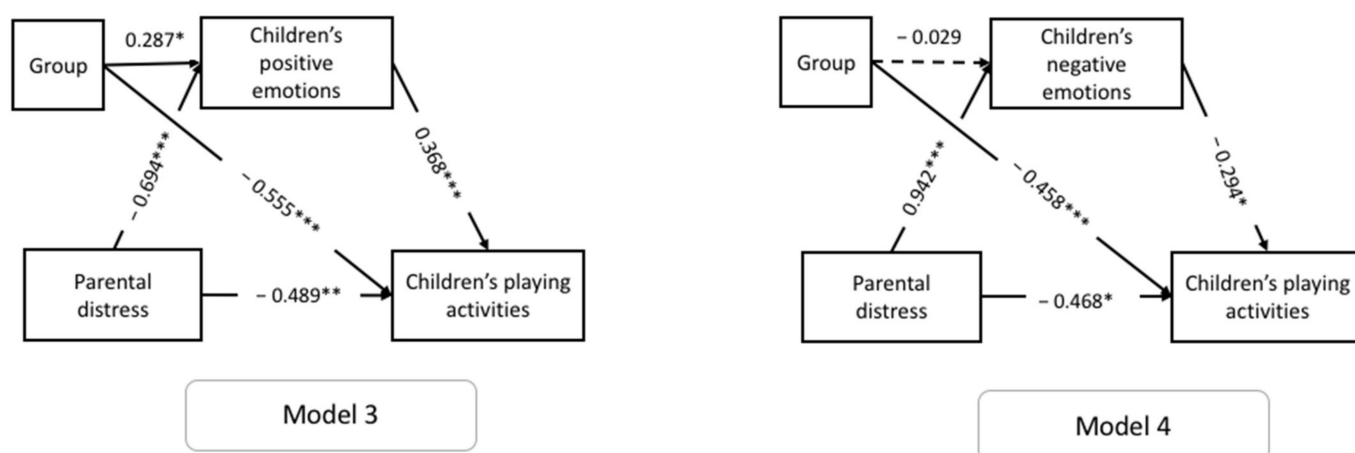 Group
0.287*
Children's
positive
emotions
− 0.694***
− 0.555***
0.368***
Parental
distress
− 0.489**
Children's playing
activities
Model 3
Group
− 0.029
Children's
negative
emotions
0.942***
− 0.458***
− 0.294*
Parental
distress
− 0.468*
Children's playing
activities
Model 4